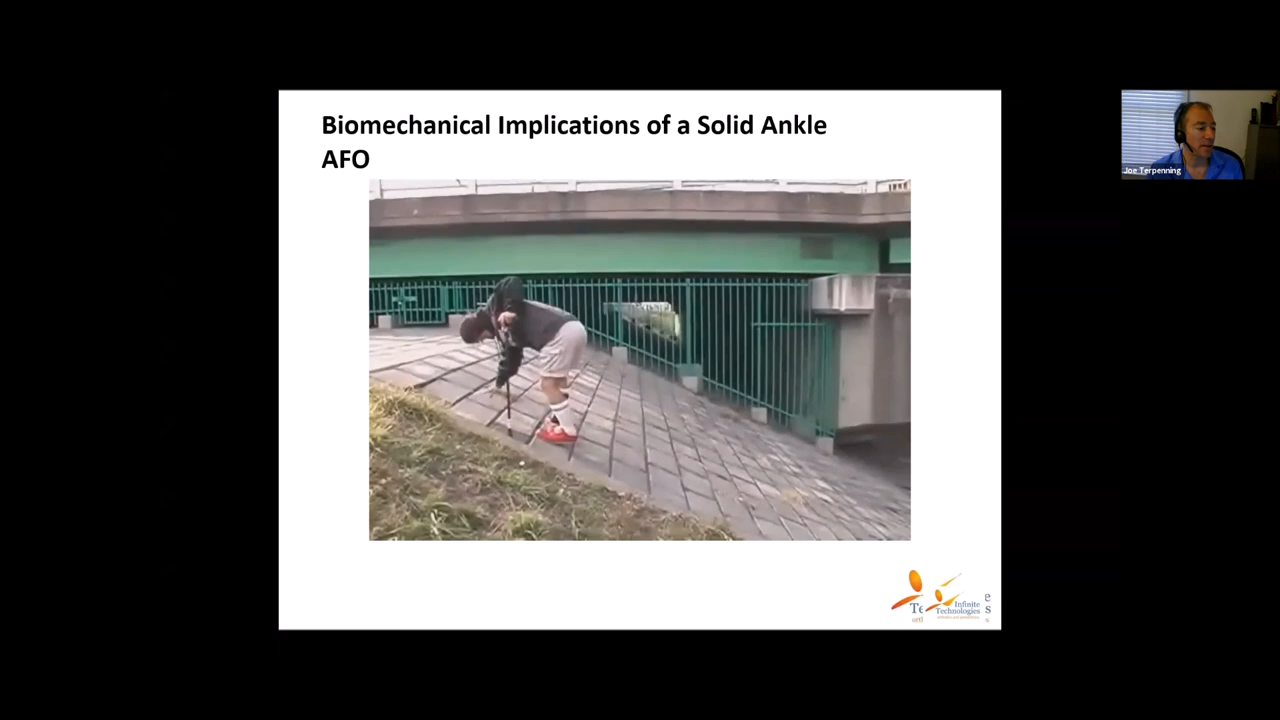 Biomechanical Implications of a Solid Ankle
AFO
Joe Terpenning
Infinite
Technologies